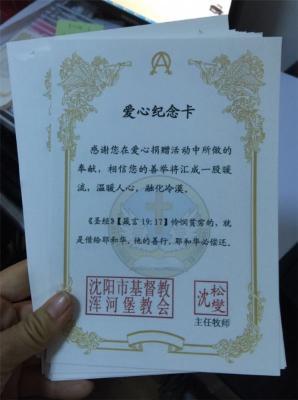 爱心纪念卡
感谢您在爱心捐赠活动中所做的
奉献，相信您的善举将汇成一股暖
流，温暖人心，融化冷漠。
《圣经》【箴言19:17】怜悯贫穷的，就
是借给耶和华，他的善行，耶和华必偿还。
沈阳市基督教
浑河堡教会
沈松燮
主任牧师